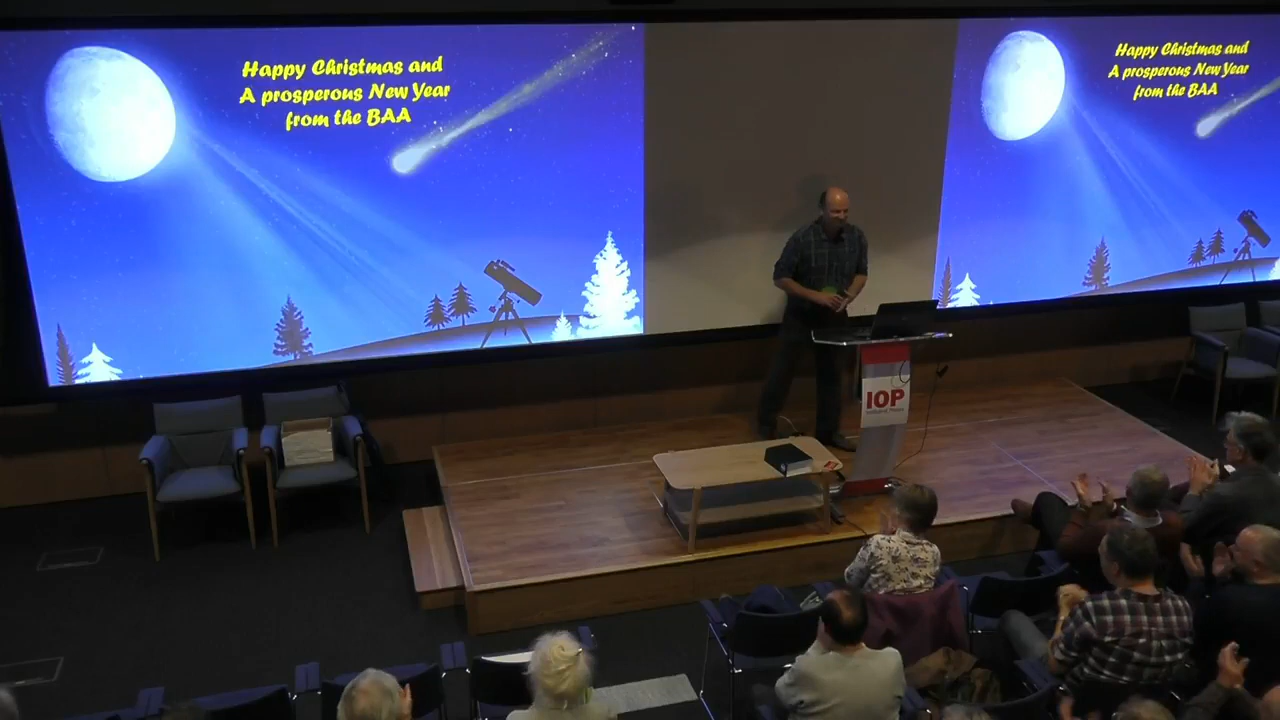 Happy Christmas and
A prosperous New Year
from the BAA
Happy Christmas and
A prosperous New Year
from the BAA
IOP